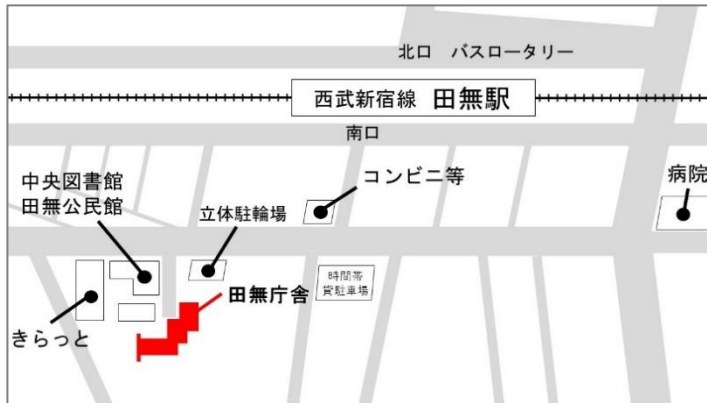 北口　バスロータリー
西武新宿線　田無駅
南口
中央図書館
田無公民館
立体駐輪場
コンビニ等
病院
時間帯
貸駐車場
田無庁舎
きらっと